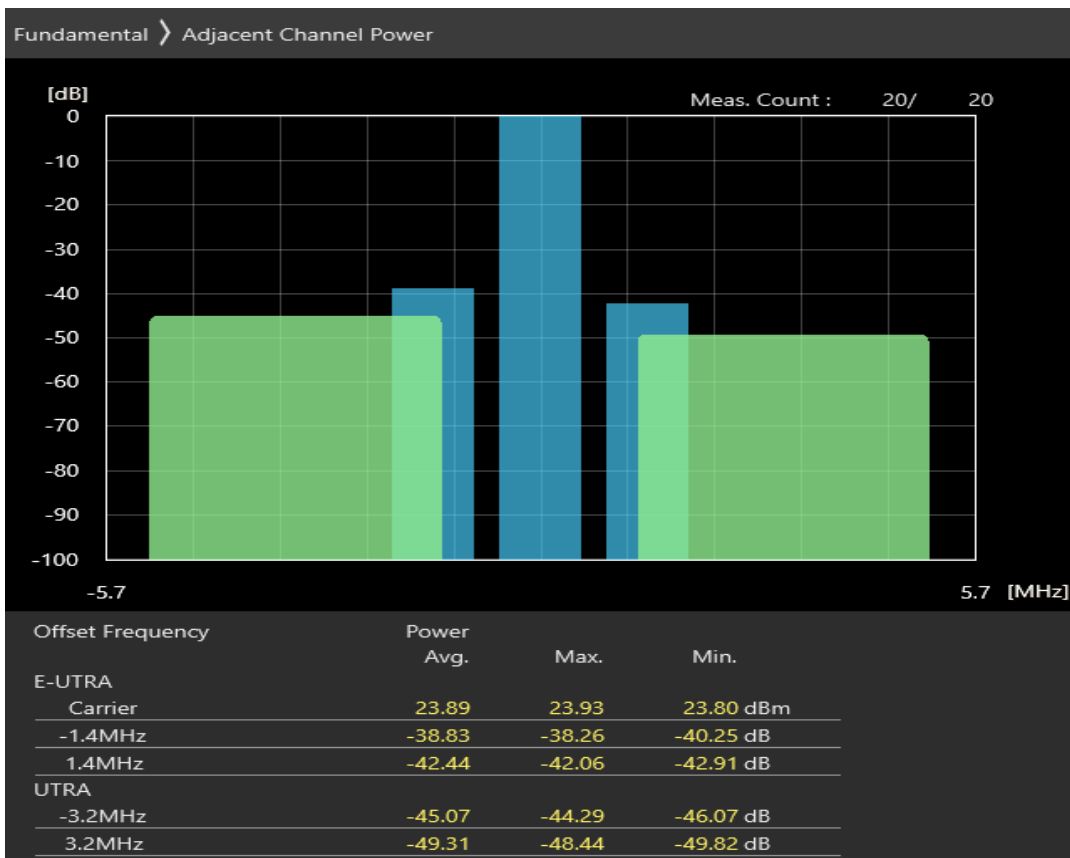 Fundamental 〉 Adjacent Channel Power
[dB]
Meas. Count : 20/ 20
0
-10
-20
-30
-40
-50
-60
-70
-80
-90
-100
-5.7 5.7 [MHz]
Offset Frequency Power
Avg. Max. Min.
E-UTRA
Carrier 23.89 23.93 23.80 dBm
-1.4MHz -38.83 -38.26 -40.25 dB
1.4MHz -42.44 -42.06 -42.91 dB
UTRA
-3.2MHz -45.07 -44.29 -46.07 dB
3.2MHz -49.31 -48.44 -49.82 dB